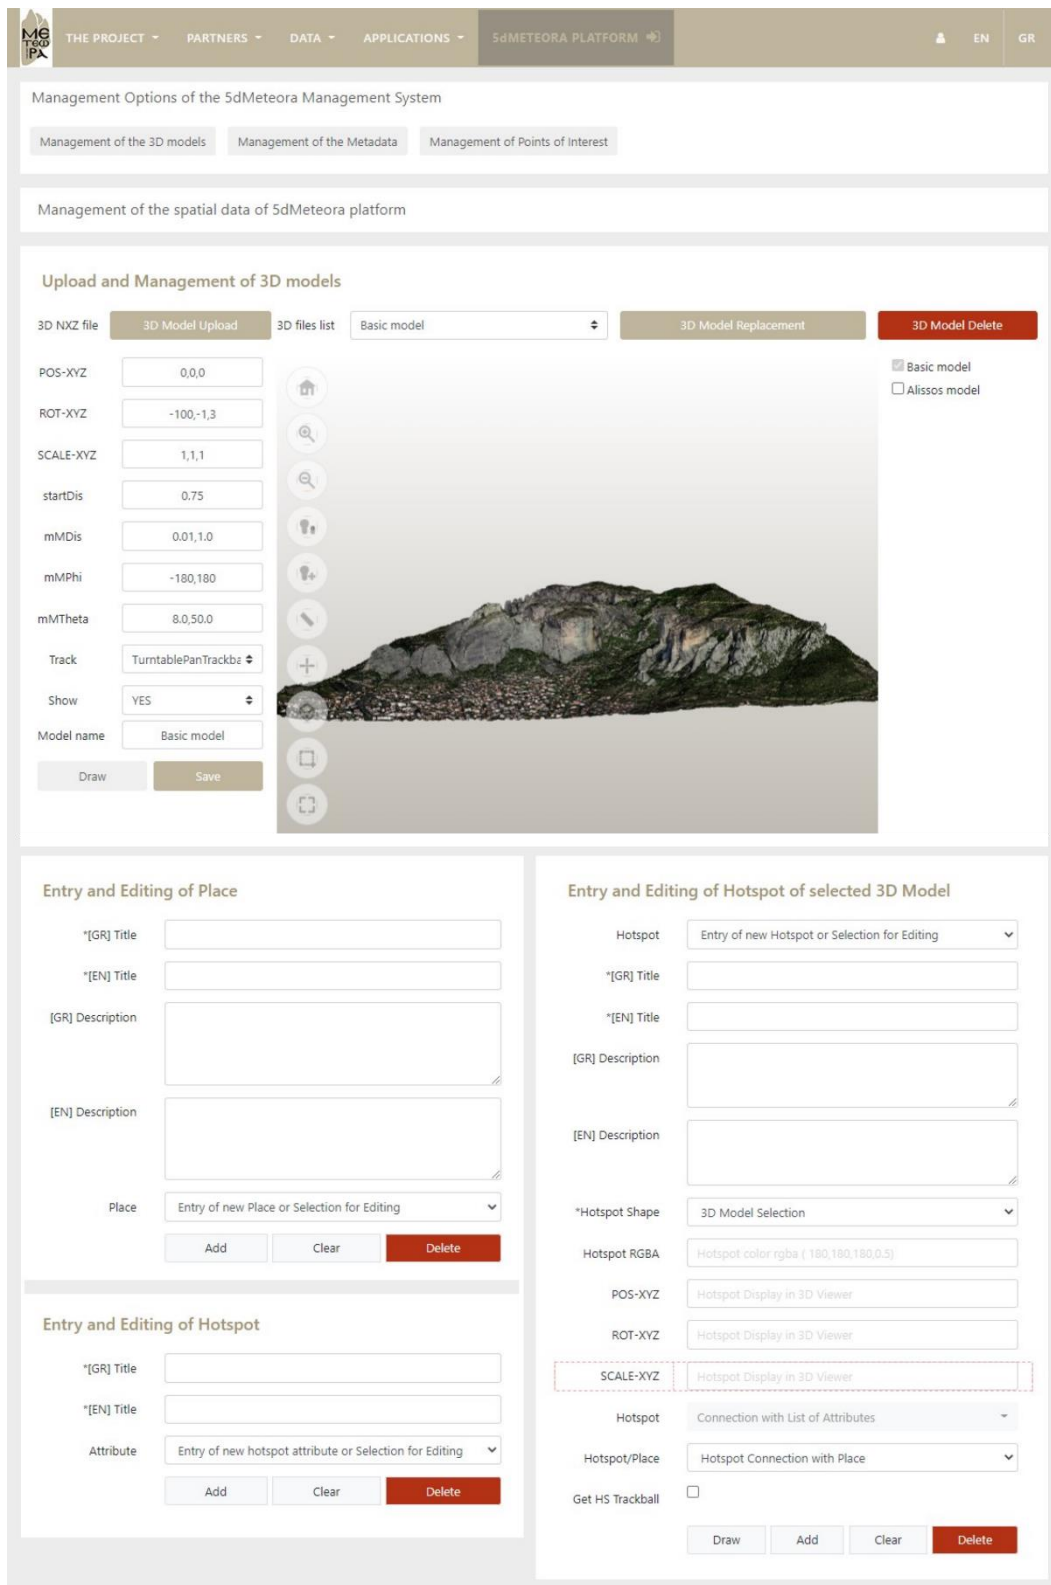 ΜΕ
ΤΕΩ
ΡΑ
THE PROJECT
PARTNERS
DATA
APPLICATIONS
5dMETEORA PLATFORM
EN
GR
Management Options of the 5dMeteora Management System
Management of the 3D models
Management of the Metadata
Management of Points of Interest
Management of the spatial data of 5dMeteora platform
Upload and Management of 3D models
3D NXZ file
3D Model Upload
3D files list
Basic model
3D Model Replacement
3D Model Delete
POS-XYZ
0,0,0
Basic model
Alissos model
ROT-XYZ
-100,-1,3
SCALE-XYZ
1,1,1
startDis
0.75
mMDis
0.01,1.0
mMPhi
-180,180
mMTheta
8.0,50.0
Track
TurntablePanTrackba
Show
YES
Model name
Basic model
Draw
Save
Entry and Editing of Place
*[GR] Title
*[EN] Title
[GR] Description
[EN] Description
Place
Entry of new Place or Selection for Editing
Add
Clear
Delete
Entry and Editing of Hotspot
*[GR] Title
*[EN] Title
Attribute
Entry of new hotspot attribute or Selection for Editing
Add
Clear
Delete
Entry and Editing of Hotspot of selected 3D Model
Hotspot
Entry of new Hotspot or Selection for Editing
*[GR] Title
*[EN] Title
[GR] Description
[EN] Description
*Hotspot Shape
3D Model Selection
Hotspot RGBA
Hotspot color rgba ( 180,180,180,0.5)
POS-XYZ
Hotspot Display in 3D Viewer
ROT-XYZ
Hotspot Display in 3D Viewer
SCALE-XYZ
Hotspot Display in 3D Viewer
Hotspot
Connection with List of Attributes
Hotspot/Place
Hotspot Connection with Place
Get HS Trackball
Draw
Add
Clear
Delete